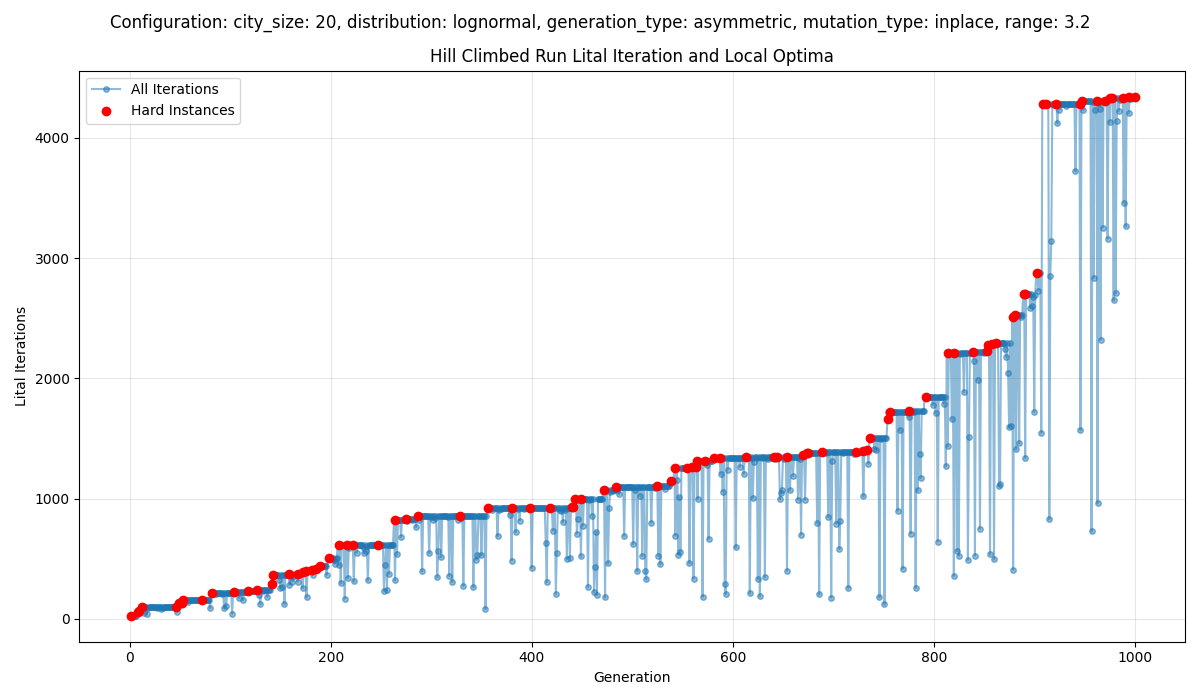 Configuration: city_size: 20, distribution: lognormal, generation_type: asymmetric, mutation_type: inplace, range: 3.2
Hill Climbed Run Lital Iteration and Local Optima
All Iterations
Hard Instances
Lital Iterations
4000
3000
2000
1000
0
0 200 400 600 800 1000
Generation